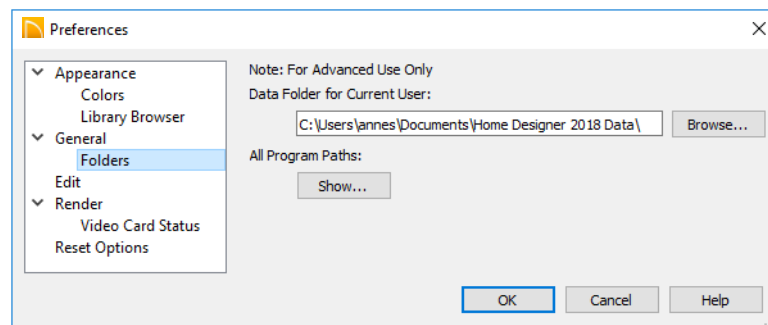 Preferences
Appearance
Colors
Library Browser
General
Folders
Edit
Render
Video Card Status
Reset Options
Note: For Advanced Use Only
Data Folder for Current User:
C:\Users\annes\Documents\Home Designer 2018 Data\
Browse...
All Program Paths:
Show...
OK
Cancel
Help